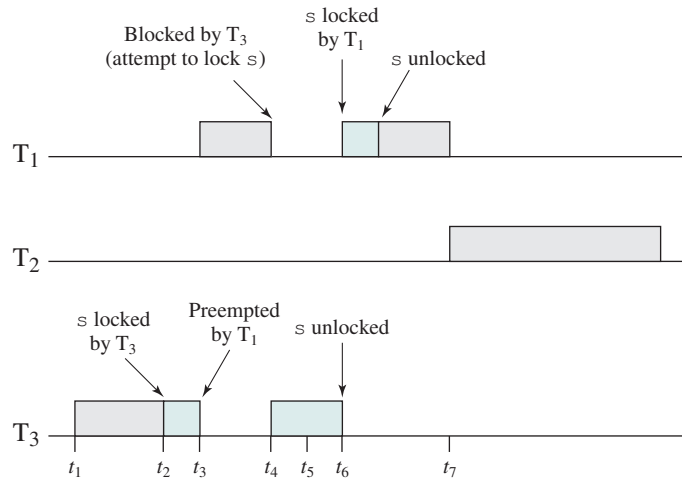 Blocked by T3
(attempt to lock s)
s locked
by T1
s unlocked
T1
T2
s locked
by T3
Preempted
by T1
s unlocked
T3
t1 t2 t3 t4 t5 t6 t7